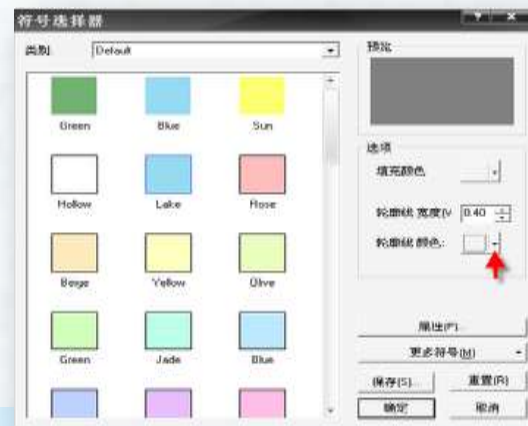 符号选择器
类别 Default
Green Blue Sun
Hollow Lake Rose
Beige Yellow Olive
Green Jade Blue
预览
选项
填充颜色
轮廓线 宽度(V 0.40
轮廓线 颜色:
属性(P)...
更多符号(M)
保存(S)... 重置(R)
确定 取消